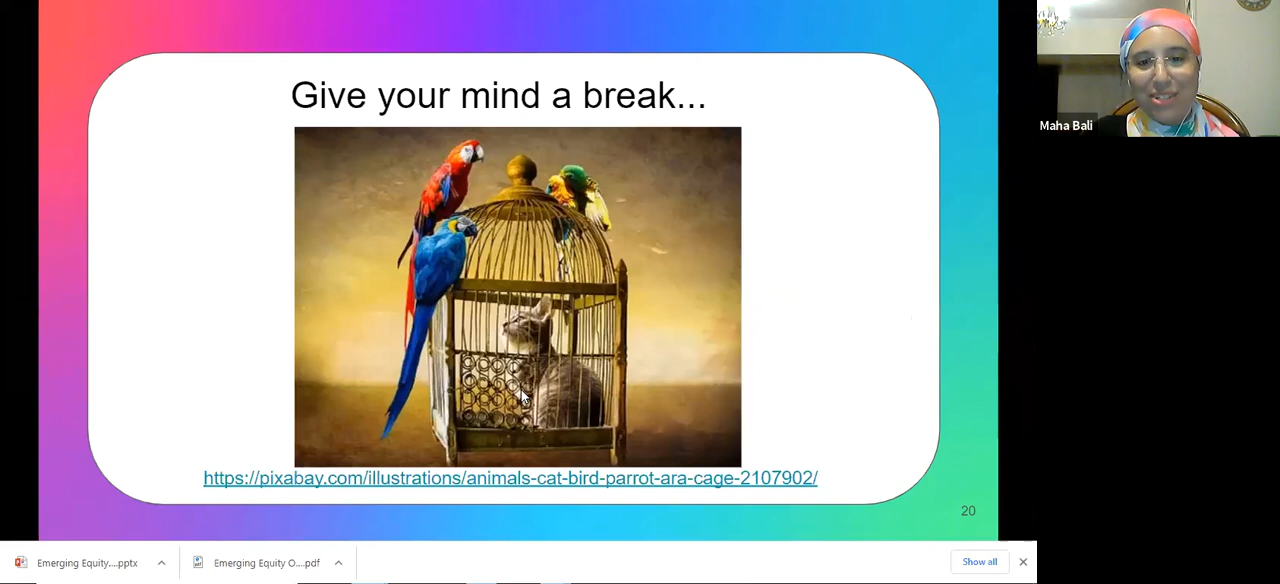 Give your mind a break...
https://pixabay.com/illustrations/animals-cat-bird-parrot-ara-cage-2107902/
20
Maha Bali
Emerging Equity....pptx
Emerging Equity O....pdf
Show all